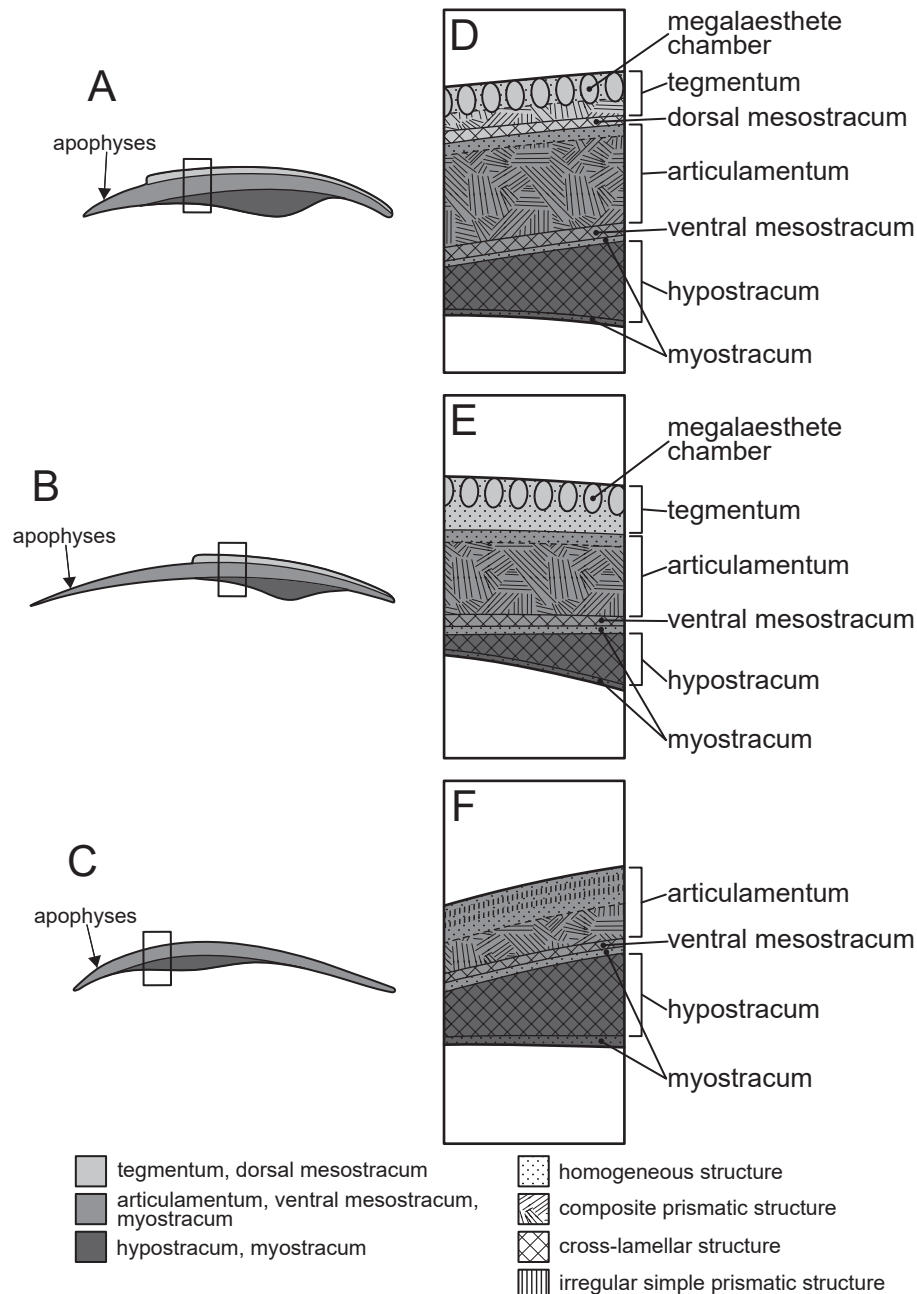 A
apophyses
D
megalaesthete
chamber
tegmentum
dorsal mesostracum
articulamentum
ventral mesostracum
hypostracum
myostracum
B
apophyses
E
megalaesthete
chamber
tegmentum
articulamentum
ventral mesostracum
hypostracum
myostracum
C
apophyses
F
articulamentum
ventral mesostracum
hypostracum
myostracum
tegmentum, dorsal mesostracum
articulamentum, ventral mesostracum,
myostracum
hypostracum, myostracum
homogeneous structure
composite prismatic structure
cross-lamellar structure
irregular simple prismatic structure